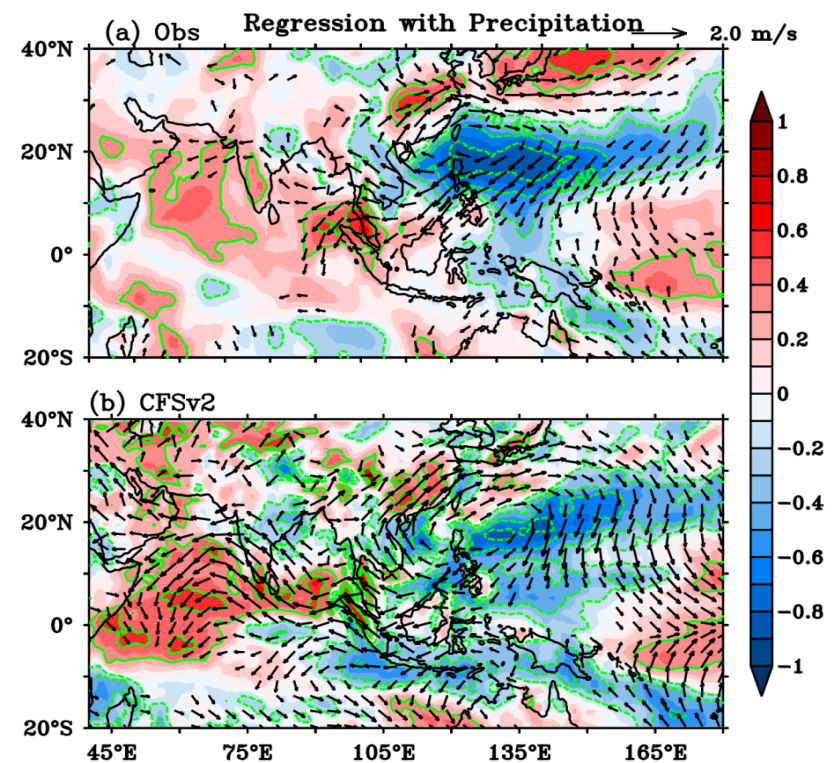 Regression with Precipitation
2.0 m/s
(a) Obs
40°N
20°N
0°
20°S
(b) CFSv2
40°N
20°N
0°
20°S
45°E 75°E 105°E 135°E 165°E
1
0.8
0.6
0.4
0.2
0
−0.2
−0.4
−0.6
−0.8
−1